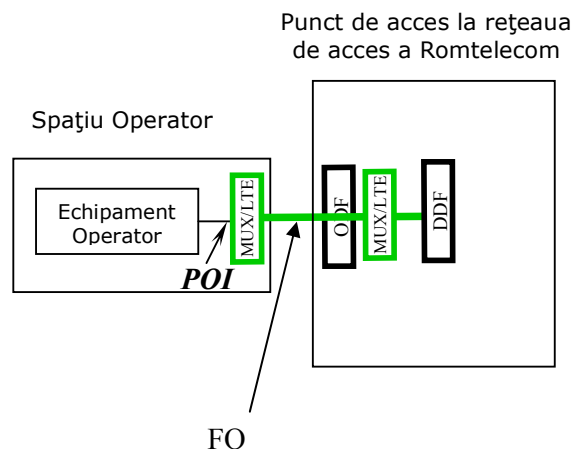 Punct de acces la reţeaua
de acces a Romtelecom
Spaţiu Operator
Echipament
Operator
MUX/LTE
POI
ODF
MUX/LTE
DDF
FO